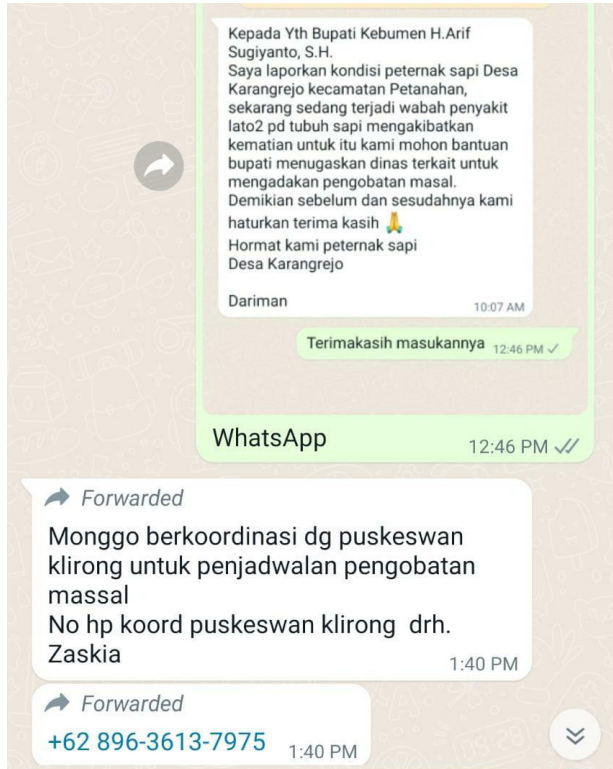 Kepada Yth Bupati Kebumen H.Arif
Sugiyanto, S.H.
Saya laporkan kondisi peternak sapi Desa
Karangrejo kecamatan Petanahan,
sekarang sedang terjadi wabah penyakit
lato2 pd tubuh sapi mengakibatkan
kematian untuk itu kami mohon bantuan
bupati menugaskan dinas terkait untuk
mengadakan pengobatan masal.
Demikian sebelum dan sesudahnya kami
haturkan terima kasih 🙏
Hormat kami peternak sapi
Desa Karangrejo
Dariman
10:07 AM
Terimakasih masukannya 12:46 PM
WhatsApp
12:46 PM
Forwarded
Monggo berkoordinasi dg puskeswan
klirong untuk penjadwalan pengobatan
massal
No hp koord puskeswan klirong drh.
Zaskia
1:40 PM
Forwarded
+62 896-3613-7975 1:40 PM